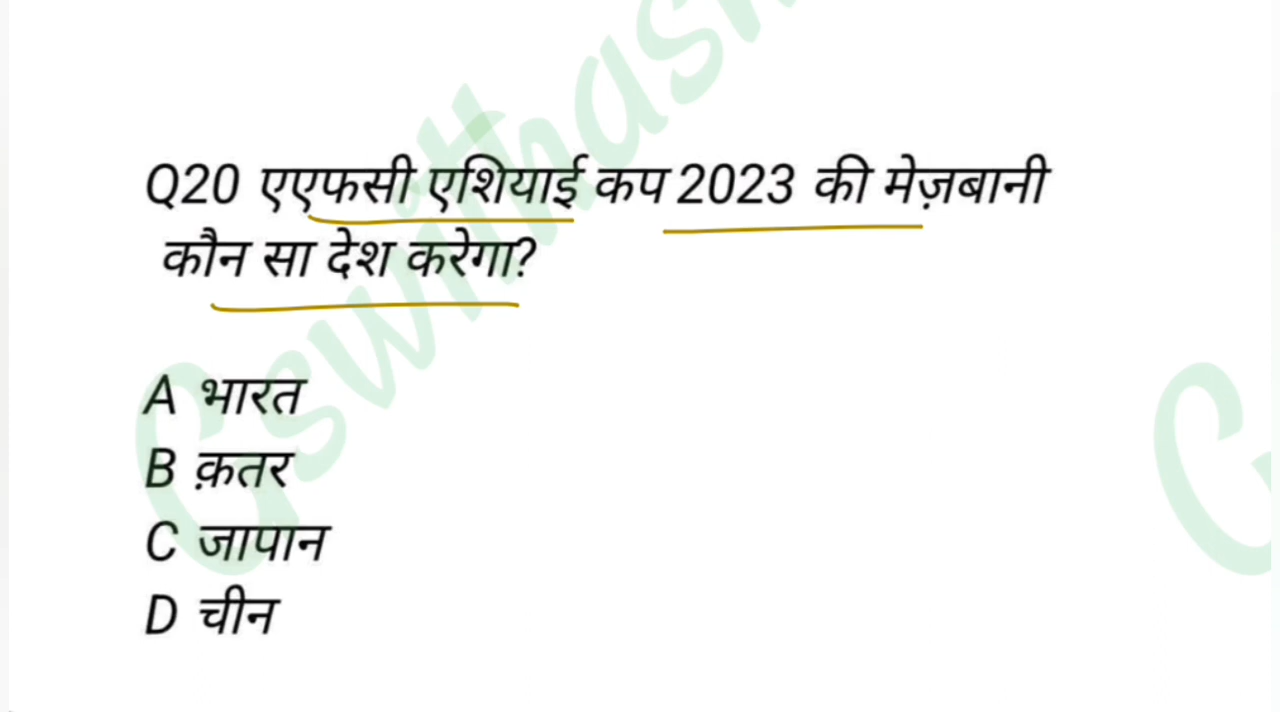 Q20 एएफसी एशियाई कप 2023 की मेज़बानी
कौन सा देश करेगा?
A भारत
B क़तर
C जापान
D चीन